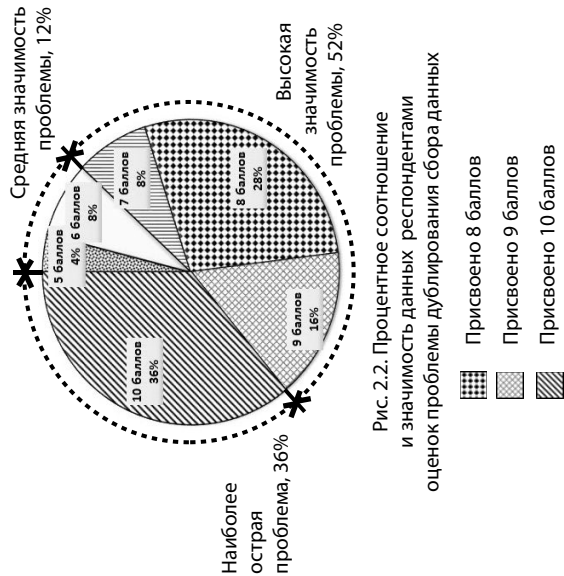 Средняя значимость
проблемы, 12%
5 баллов
4%
6 баллов
8%
7 баллов
8%
8 баллов
28%
9 баллов
16%
10 баллов
36%
Высокая
значимость
проблемы, 52%
Наиболее
острая
проблема, 36%
Рис. 2.2. Процентное соотношение
и значимость данных респондентами
оценок проблемы дублирования сбора данных
Присвоено 8 баллов
Присвоено 9 баллов
Присвоено 10 баллов